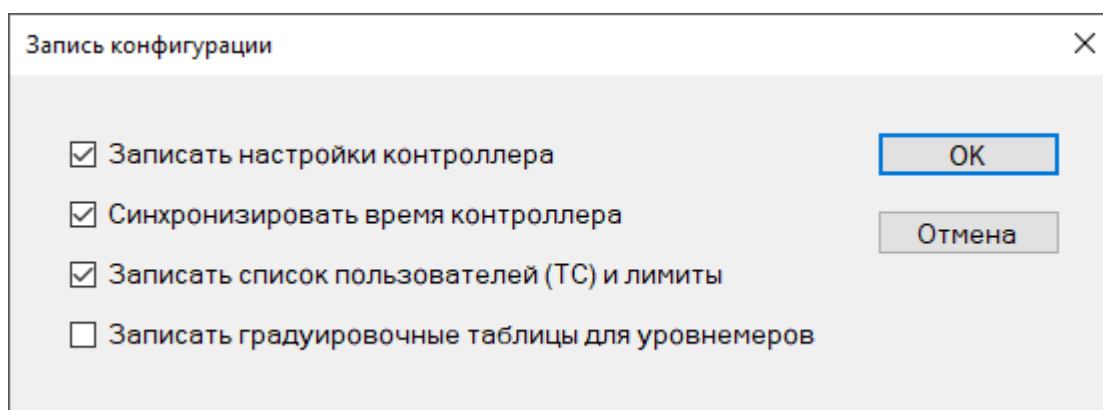 Запись конфигурации
Записать настройки контроллера
OK
Синхронизировать время контроллера
Отмена
Записать список пользователей (ТС) и лимиты
Записать градуировочные таблицы для уровнемеров